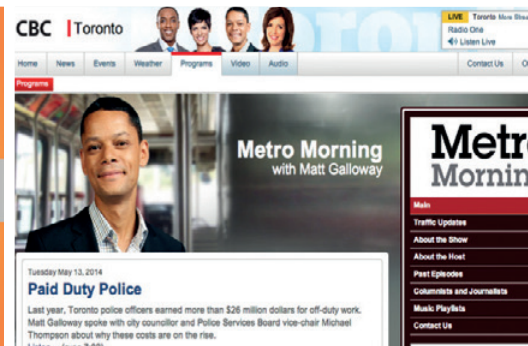 CBC | Toronto
LIVE Toronto
Radio One
Listen Live
Home News Events Weather Programs Video Audio Contact Us
Programs
Metro Morning
with Matt Galloway
Metro
Morning
Main
Traffic Updates
About the Show
About the Host
Past Episodes
Columnists and Journalists
Music Playlists
Contact Us
Tuesday May 13, 2014
Paid Duty Police
Last year, Toronto police officers earned more than $26 million dollars for off-duty work.
Matt Galloway spoke with city councillor and Police Services Board vice-chair Michael
Thompson about why these costs are on the rise.